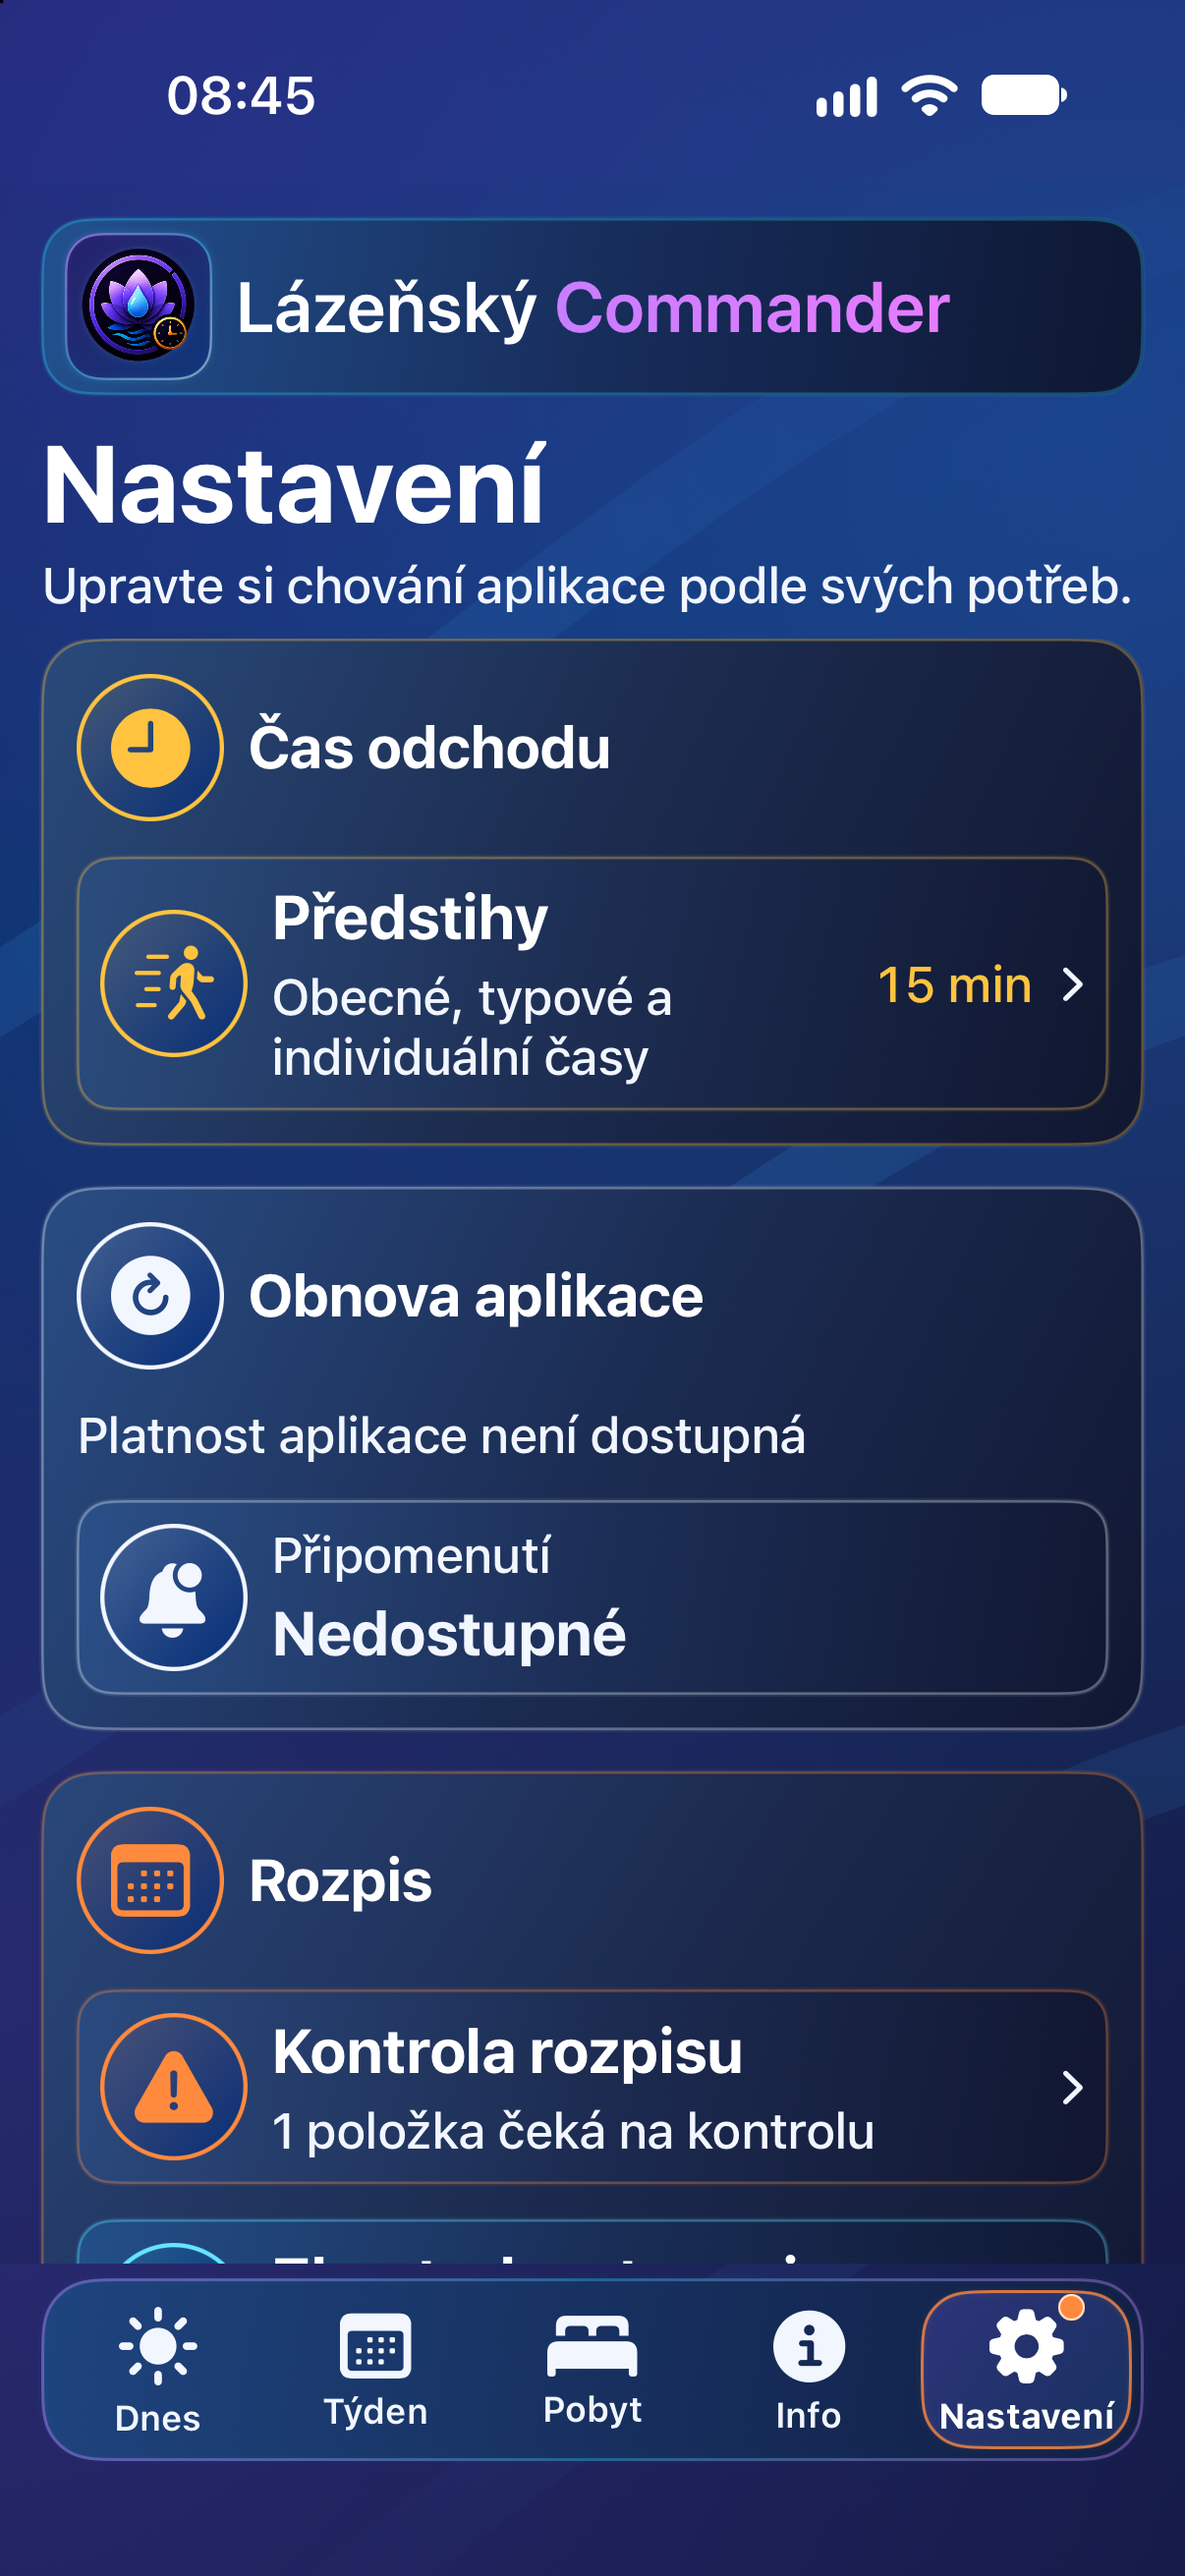 08:45
Lázeňský Commander
Nastavení
Upravte si chování aplikace podle svých potřeb.
Čas odchodu
Předstihy
Obecné, typové a
individuální časy
15 min
Obnova aplikace
Platnost aplikace není dostupná
Připomenutí
Nedostupné
Rozpis
Kontrola rozpisu
1 položka čeká na kontrolu
Dnes
Týden
Pobyt
Info
Nastavení